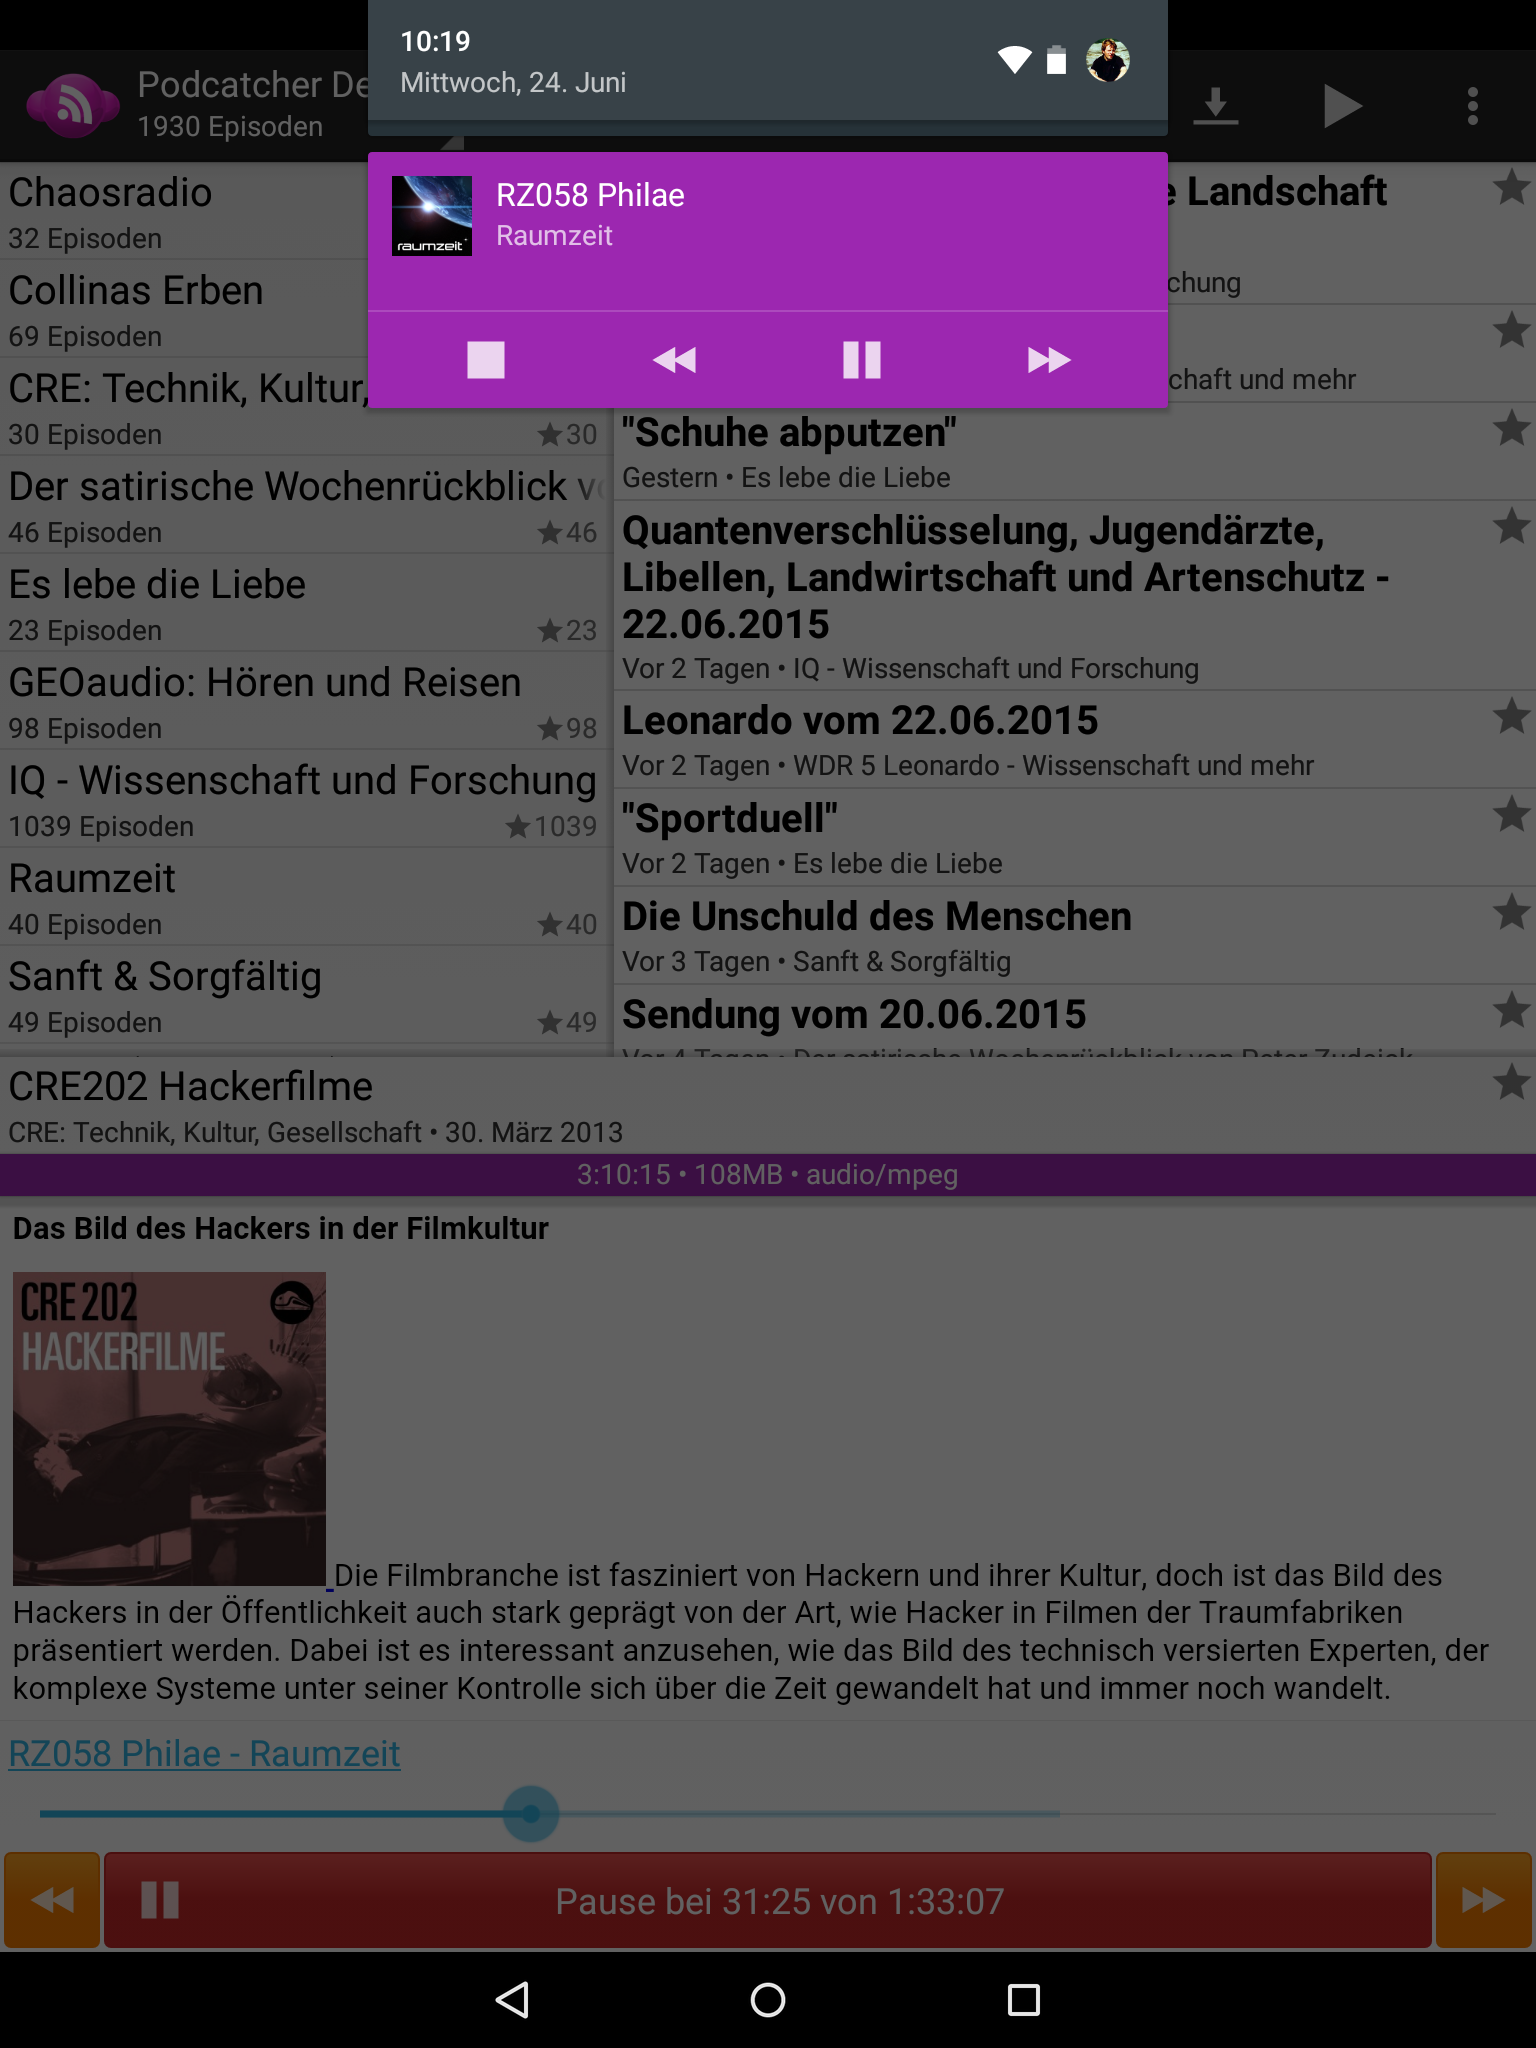 10:19
Mittwoch, 24. Juni
Podcatcher De
1930 Episoden
RZ058 Philae
Raumzeit
raumzeit
Chaosradio
32 Episoden
Collinas Erben
69 Episoden
CRE: Technik, Kultur,
30 Episoden
30
Der satirische Wochenrückblick
46 Episoden
46
Es lebe die Liebe
23 Episoden
23
GEOaudio: Hören und Reisen
98 Episoden
98
IQ - Wissenschaft und Forschung
1039 Episoden
1039
Raumzeit
40 Episoden
40
Sanft & Sorgfältig
49 Episoden
49
e Landschaft
chung
chaft und mehr
"Schuhe abputzen"
Gestern • Es lebe die Liebe
Quantenverschlüsselung, Jugendärzte,
Libellen, Landwirtschaft und Artenschutz -
22.06.2015
Vor 2 Tagen • IQ - Wissenschaft und Forschung
Leonardo vom 22.06.2015
Vor 2 Tagen • WDR 5 Leonardo - Wissenschaft und mehr
"Sportduell"
Vor 2 Tagen • Es lebe die Liebe
Die Unschuld des Menschen
Vor 3 Tagen • Sanft & Sorgfältig
Sendung vom 20.06.2015
Vor 4 Tagen • Der satirische Wochenrückblick von Peter Zudeick
CRE202 Hackerfilme
CRE: Technik, Kultur, Gesellschaft • 30. März 2013
3:10:15 • 108MB • audio/mpeg
Das Bild des Hackers in der Filmkultur
CRE 202
HACKERFILME
Die Filmbranche ist fasziniert von Hackern und ihrer Kultur, doch ist das Bild des
Hackers in der Öffentlichkeit auch stark geprägt von der Art, wie Hacker in Filmen der Traumfabriken
präsentiert werden. Dabei ist es interessant anzusehen, wie das Bild des technisch versierten Experten, der
komplexe Systeme unter seiner Kontrolle sich über die Zeit gewandelt hat und immer noch wandelt.
RZ058 Philae - Raumzeit
Pause bei 31:25 von 1:33:07